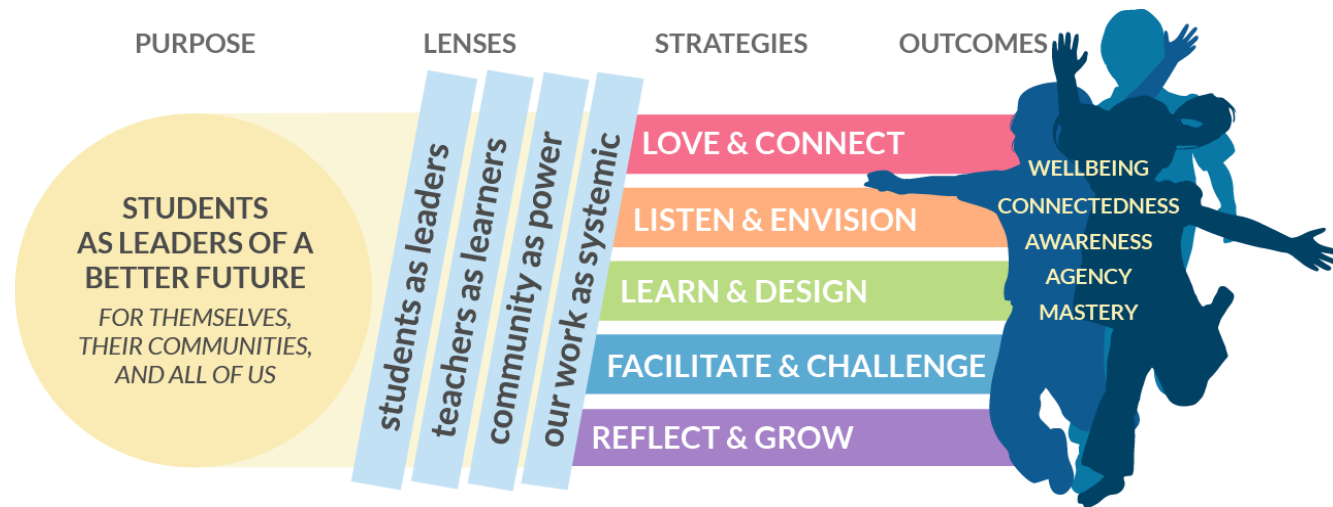 PURPOSE
LENSES
STRATEGIES
OUTCOMES
STUDENTS
AS LEADERS OF A
BETTER FUTURE
FOR THEMSELVES,
THEIR COMMUNITIES,
AND ALL OF US
students as leaders
teachers as learners
community as power
our work as systemic
LOVE & CONNECT
LISTEN & ENVISION
LEARN & DESIGN
FACILITATE & CHALLENGE
REFLECT & GROW
WELLBEING
CONNECTEDNESS
AWARENESS
AGENCY
MASTERY